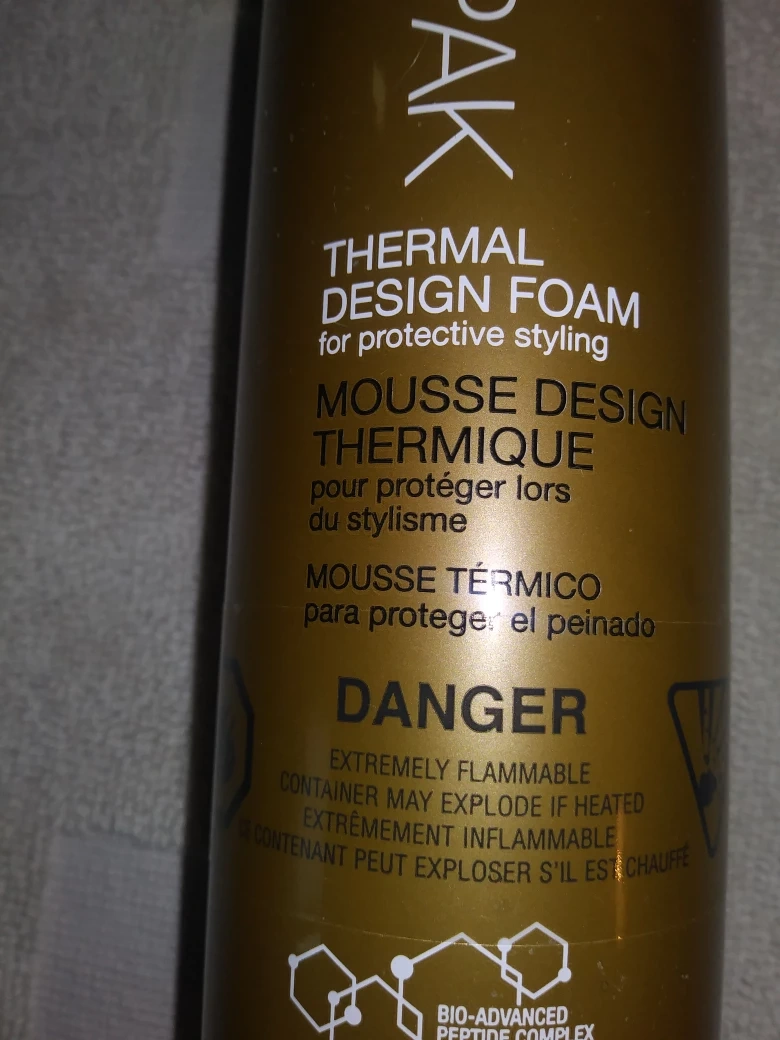 PAK
THERMAL
DESIGN FOAM
for protective styling
MOUSSE DESIGN
THERMIQUE
pour protéger lors
du stylisme
MOUSSE TÉRMICO
para proteger el peinado
DANGER
EXTREMELY FLAMMABLE
CONTAINER MAY EXPLODE IF HEATED
EXTRÊMEMENT INFLAMMABLE
CE CONTENANT PEUT EXPLOSER S'IL EST CHAUFFÉ
BIO-ADVANCED
PEPTIDE COMPLEX